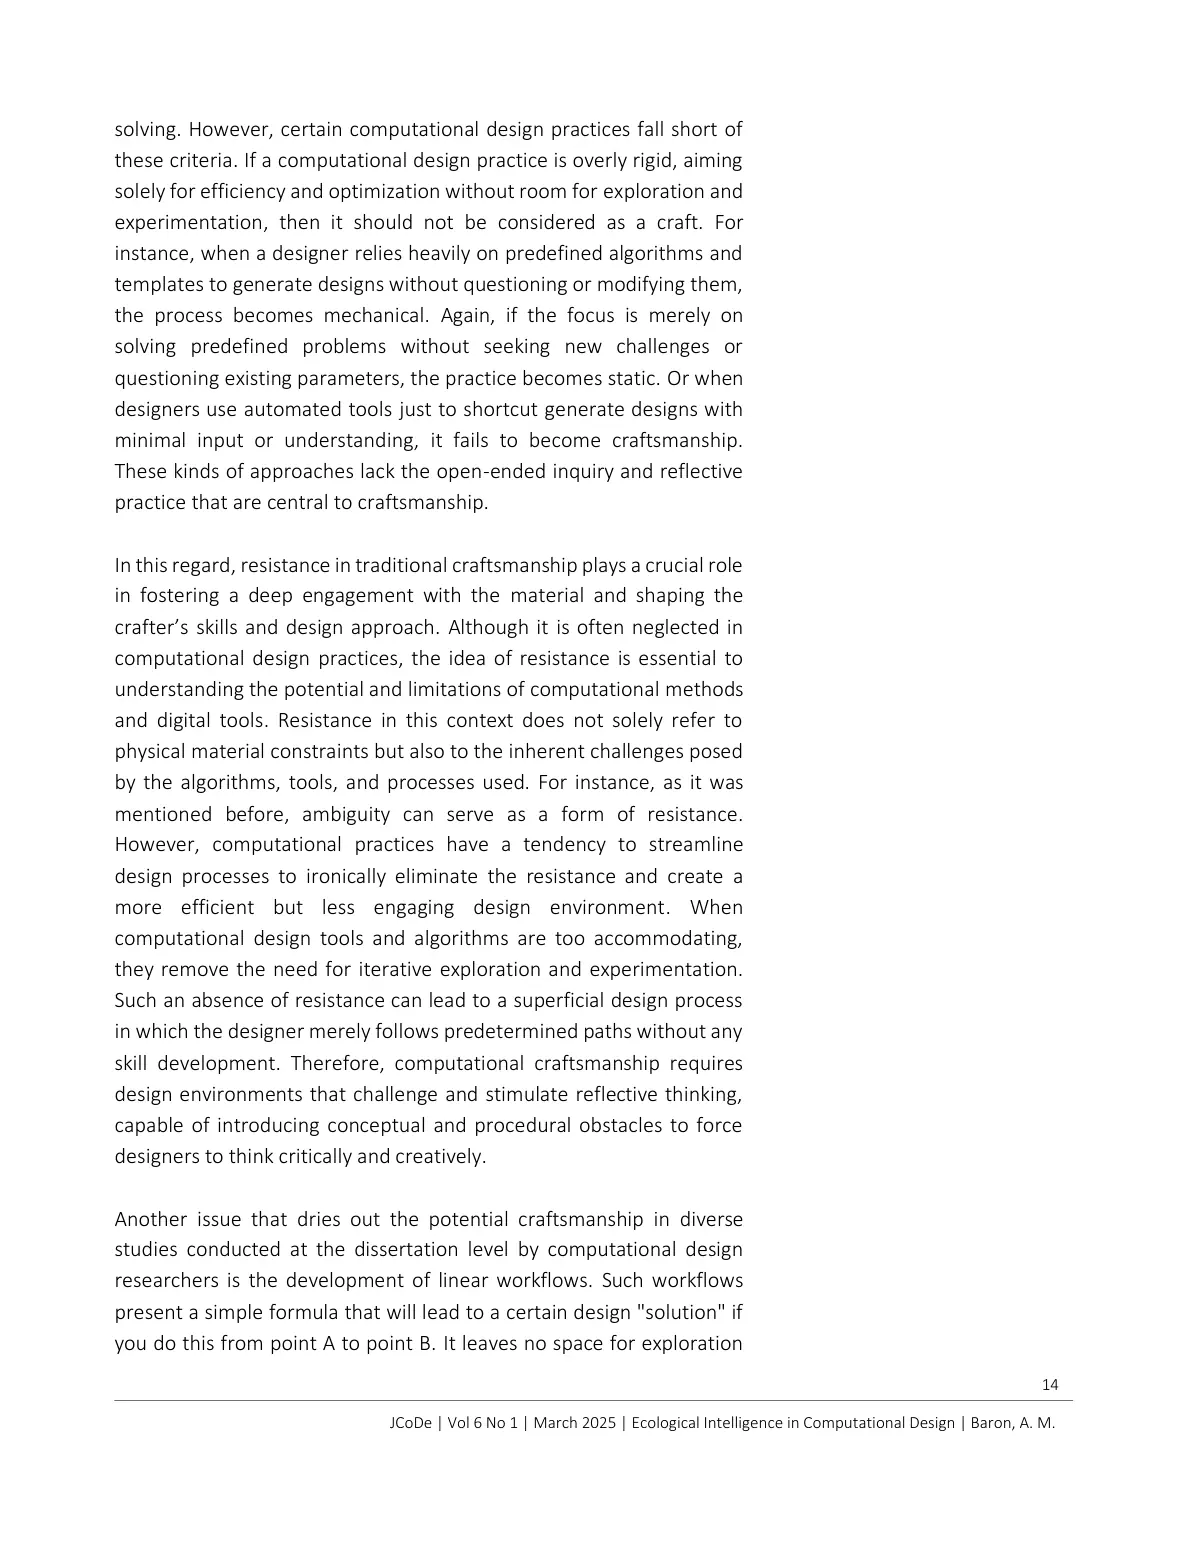 solving. However, certain computational design practices fall short of
these criteria. If a computational design practice is overly rigid, aiming
solely for efficiency and optimization without room for exploration and
experimentation, then it should not be considered as a craft. For
instance, when a designer relies heavily on predefined algorithms and
templates to generate designs without questioning or modifying them,
the process becomes mechanical. Again, if the focus is merely on
solving predefined problems without seeking new challenges or
questioning existing parameters, the practice becomes static. Or when
designers use automated tools just to shortcut generate designs with
minimal input or understanding, it fails to become craftsmanship.
These kinds of approaches lack the open-ended inquiry and reflective
practice that are central to craftsmanship.
In this regard, resistance in traditional craftsmanship plays a crucial role
in fostering a deep engagement with the material and shaping the
crafter’s skills and design approach. Although it is often neglected in
computational design practices, the idea of resistance is essential to
understanding the potential and limitations of computational methods
and digital tools. Resistance in this context does not solely refer to
physical material constraints but also to the inherent challenges posed
by the algorithms, tools, and processes used. For instance, as it was
mentioned before, ambiguity can serve as a form of resistance.
However, computational practices have a tendency to streamline
design processes to ironically eliminate the resistance and create a
more efficient but less engaging design environment. When
computational design tools and algorithms are too accommodating,
they remove the need for iterative exploration and experimentation.
Such an absence of resistance can lead to a superficial design process
in which the designer merely follows predetermined paths without any
skill development. Therefore, computational craftsmanship requires
design environments that challenge and stimulate reflective thinking,
capable of introducing conceptual and procedural obstacles to force
designers to think critically and creatively.
Another issue that dries out the potential craftsmanship in diverse
studies conducted at the dissertation level by computational design
researchers is the development of linear workflows. Such workflows
present a simple formula that will lead to a certain design "solution" if
you do this from point A to point B. It leaves no space for exploration
14
JCoDe | Vol 6 No 1 | March 2025 | Ecological Intelligence in Computational Design | Baron, A. M.